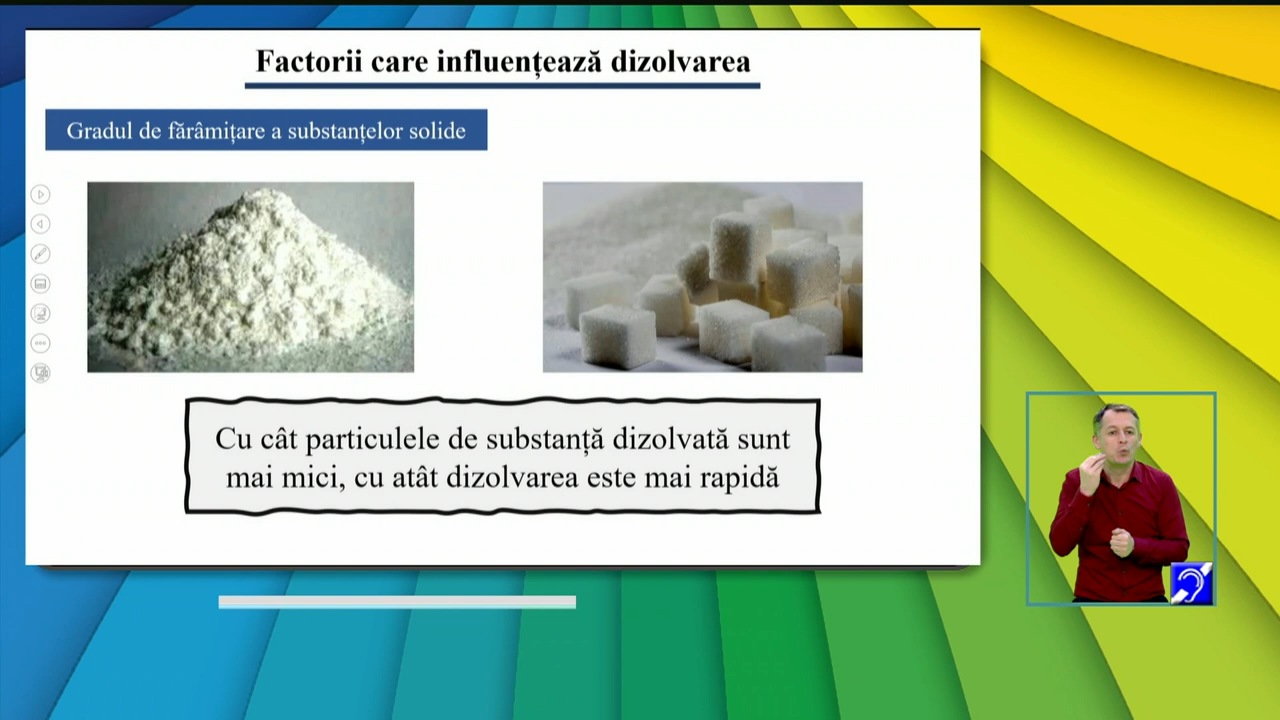 Factorii care influențează dizolvarea
Gradul de fărâmițare a substanțelor solide
Cu cât particulele de substanță dizolvată sunt
mai mici, cu atât dizolvarea este mai rapidă